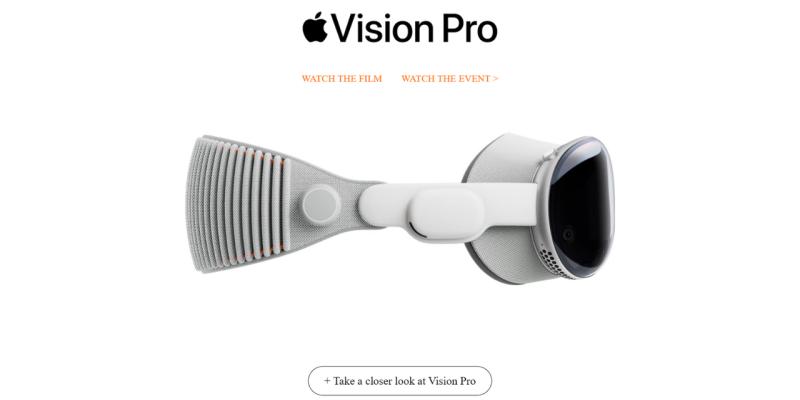 Vision Pro
WATCH THE FILM WATCH THE EVENT >
+ Take a closer look at Vision Pro